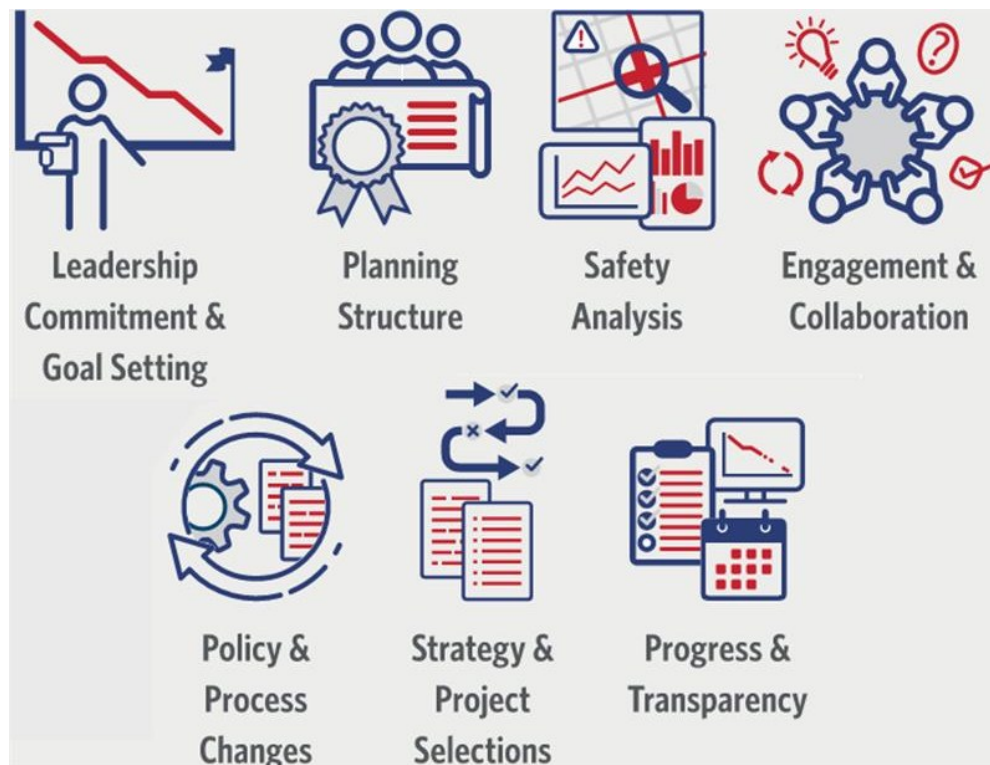 Leadership
Commitment &
Goal Setting
Planning
Structure
Safety
Analysis
Engagement &
Collaboration
Policy &
Process
Changes
Strategy &
Project
Selections
Progress &
Transparency